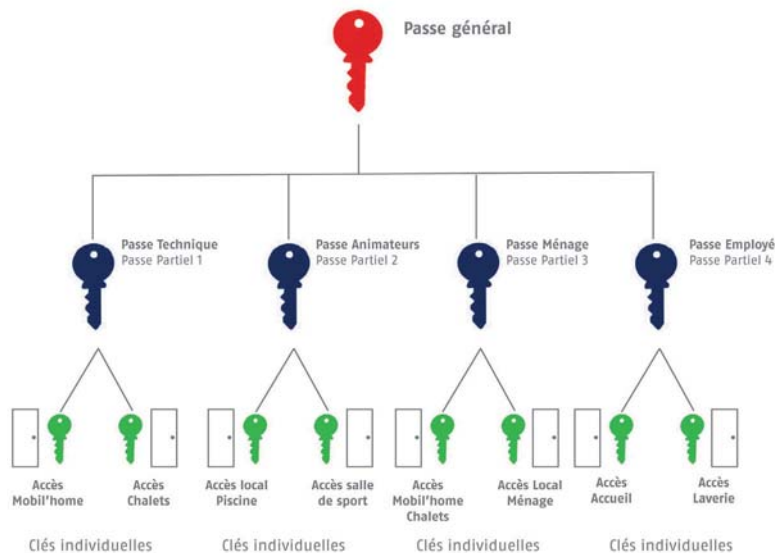 Passe général
Passe Technique
Passe Partiel 1
Passe Animateurs
Passe Partiel 2
Passe Ménage
Passe Partiel 3
Passe Employé
Passe Partiel 4
Accès
Mobil'home
Accès
Chalets
Accès local
Piscine
Accès salle
de sport
Accès
Mobil'home
Chalets
Accès Local
Ménage
Accès
Accueil
Accès
Laverie
Clés individuelles
Clés individuelles
Clés individuelles
Clés individuelles